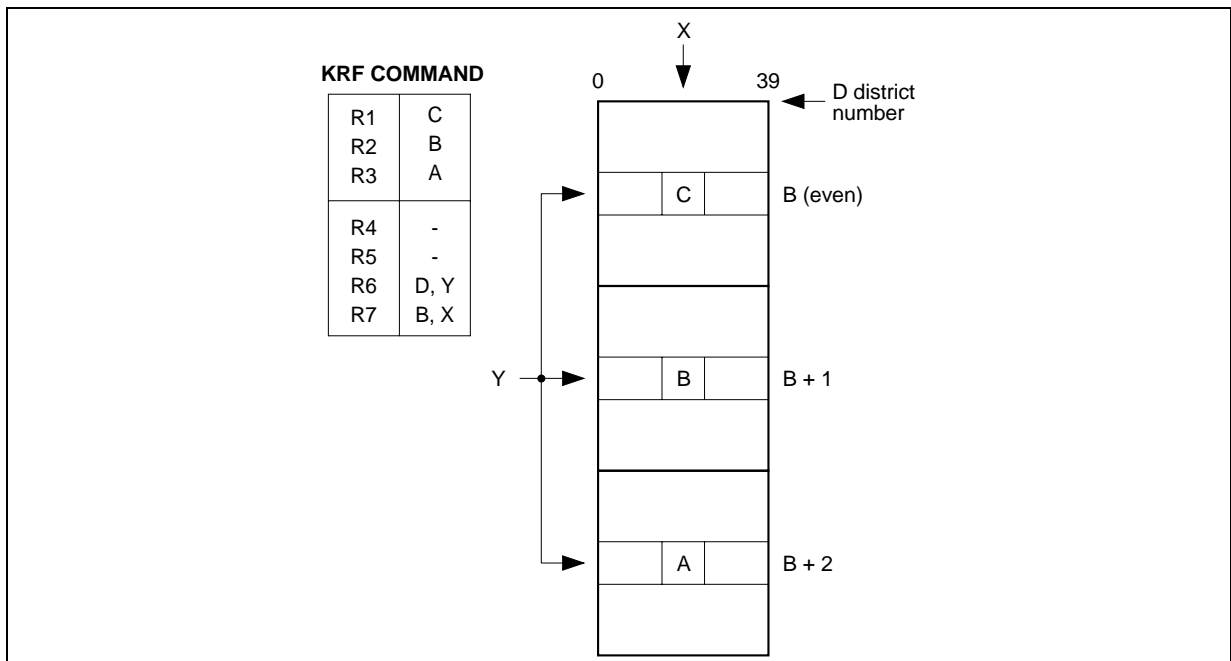 X
KRF COMMAND
0 39
D district
number
R1 C
R2 B
R3 A
R4 -
R5 -
R6 D, Y
R7 B, X
C B (even)
Y B B + 1
A B + 2